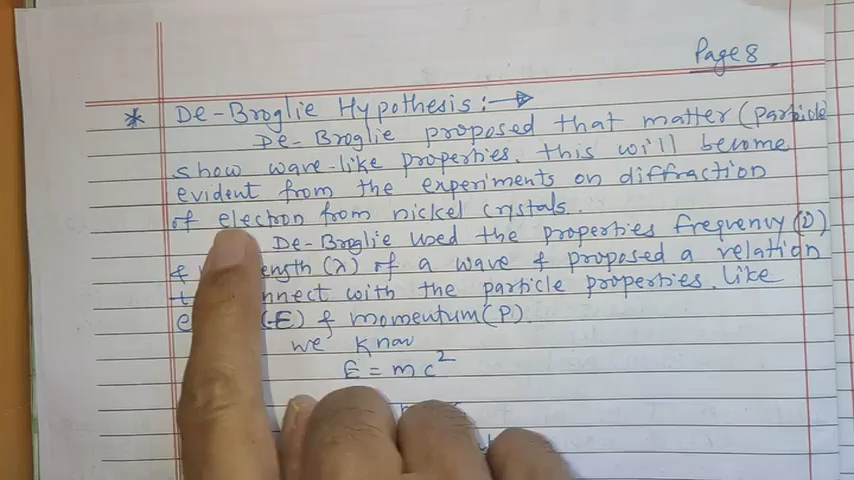 Page 8
* De-Broglie Hypothesis:→
De-Broglie proposed that matter (particle
show wave-like properties. this will become
evident from the experiments on diffraction
of electron from nickel crystals.
De-Broglie used the properties frequency (υ)
& ength (λ) of a wave & proposed a relation
t nnect with the particle properties. Like
e (E) & momentum (P)
we know
E = mc²